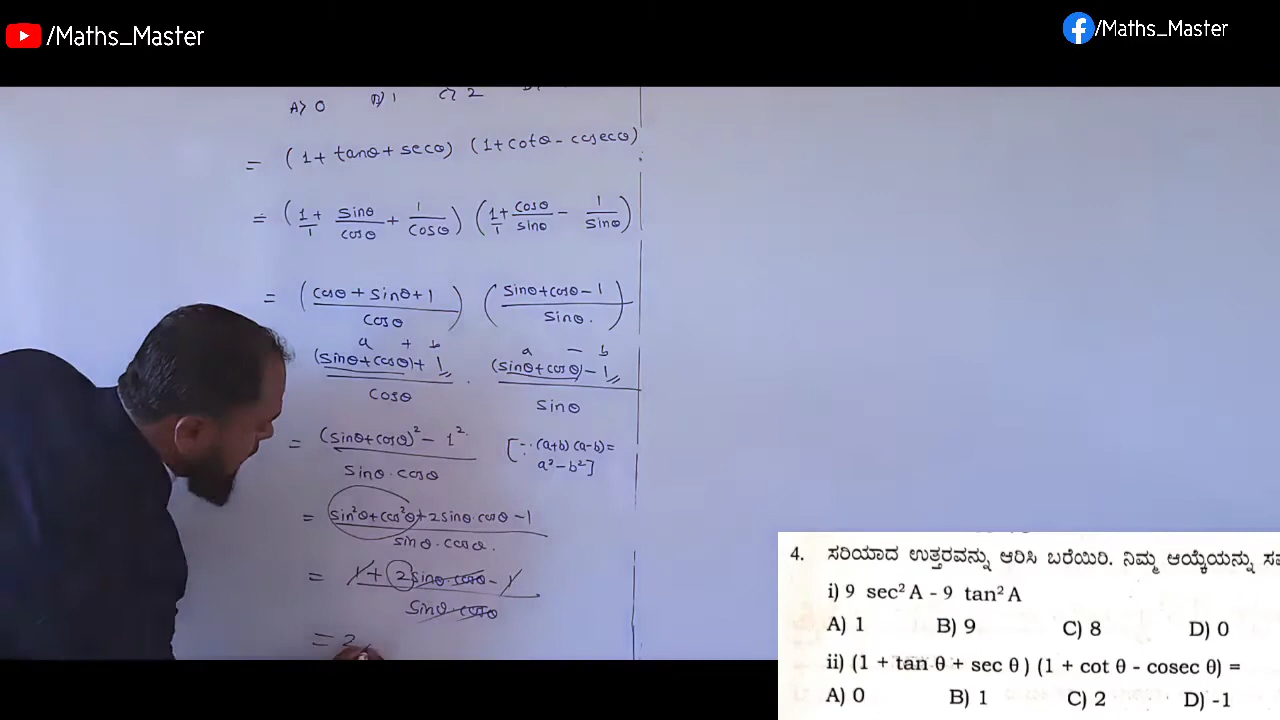 /Maths_Master
/Maths_Master
A) 0 B) 1 C) 2
= (1 + tanθ + secθ) (1 + cotθ - cosecθ)
= (1/1 + sinθ/cosθ + 1/cosθ) (1/1 + cosθ/sinθ - 1/sinθ)
= (cosθ + sinθ + 1 / cosθ) (sinθ + cosθ - 1 / sinθ)
a + b a - b
(sinθ + cosθ) + 1 / cosθ . (sinθ + cosθ) - 1 / sinθ
= (sinθ + cosθ)² - 1² / sinθ · cosθ [∵ (a+b) (a-b) =
a² - b²]
= sin²θ + cos²θ + 2 sinθ · cosθ - 1 / sinθ · cosθ
= 1 + 2 sinθ · cosθ - 1 / sinθ · cosθ
= 2
4. ಸರಿಯಾದ ಉತ್ತರವನ್ನು ಆರಿಸಿ ಬರೆಯಿರಿ. ನಿಮ್ಮ ಆಯ್ಕೆಯನ್ನು
i) 9 sec² A - 9 tan² A
A) 1 B) 9 C) 8 D) 0
ii) (1 + tan θ + sec θ ) (1 + cot θ - cosec θ) =
A) 0 B) 1 C) 2 D) -1